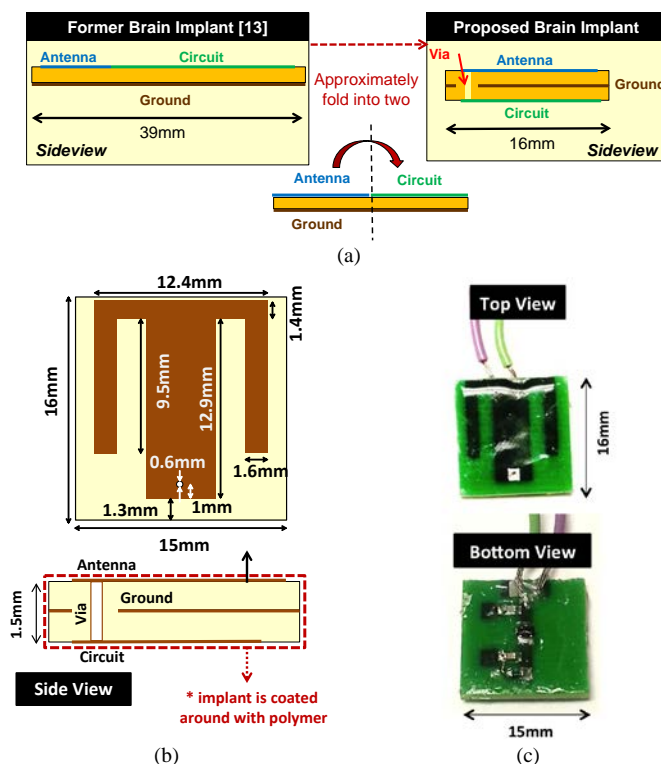 Former Brain Implant [13]
Antenna
Circuit
Ground
39mm
Sideview
Approximately
fold into two
Proposed Brain Implant
Via
Antenna
Ground
Circuit
16mm
Sideview
Antenna
Circuit
Ground
(a)
12.4mm
1.4mm
16mm
9.5mm
12.9mm
0.6mm
1.6mm
1.3mm
1mm
15mm
Antenna
1.5mm
Via
Ground
Circuit
Side View
* implant is coated
around with polymer
(b)
Top View
16mm
Bottom View
15mm
(c)